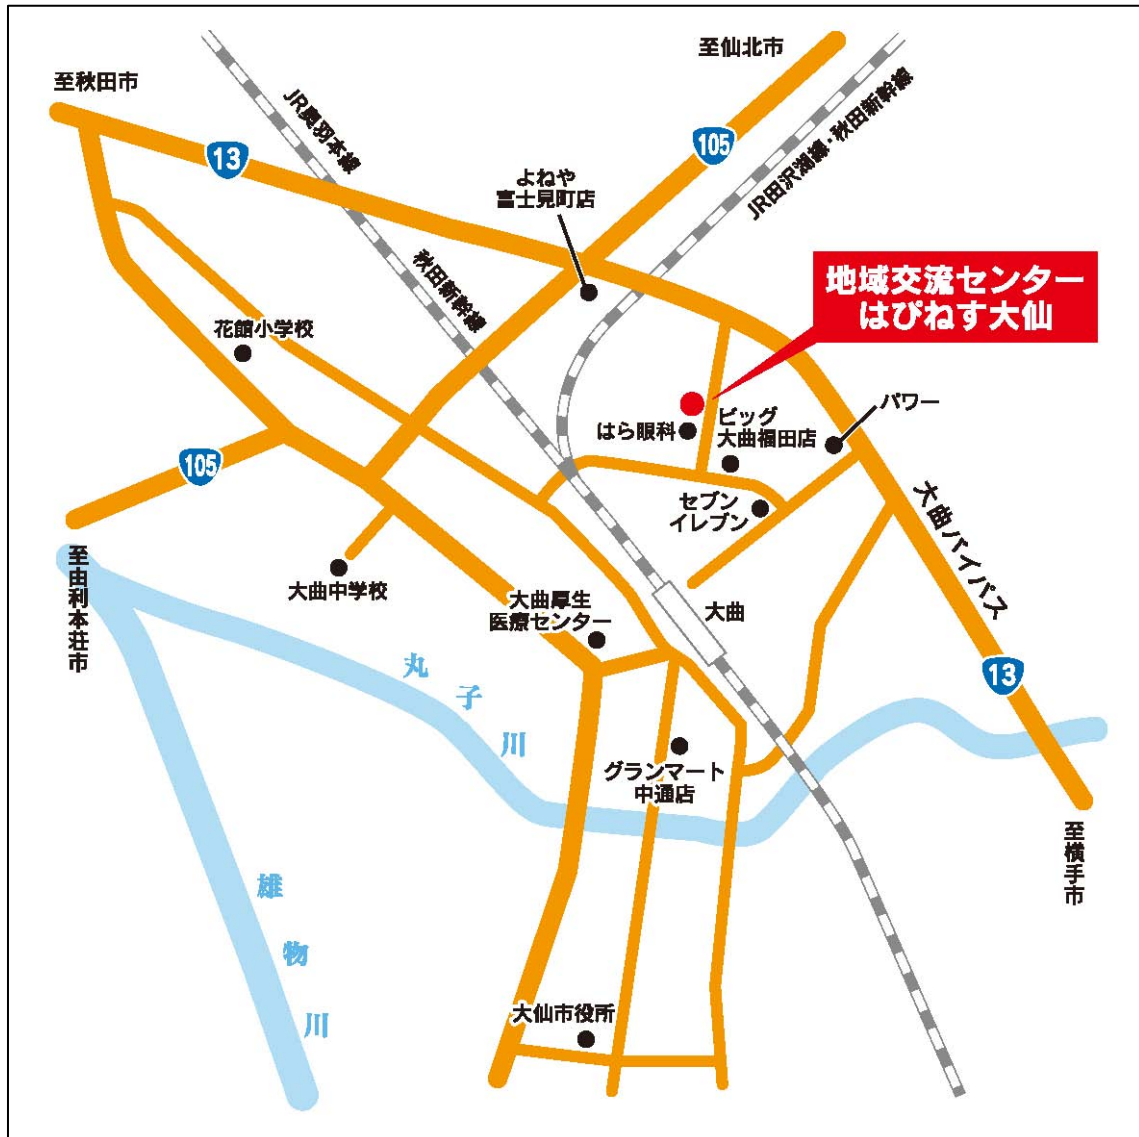 至仙北市
至秋田市
JR奥羽本線
13
105
JR田沢湖線・秋田新幹線
よねや
富士見町店
秋田新幹線
地域交流センター
はぴねす大仙
花館小学校
パワー
ビッグ
大曲福田店
はら眼科
105
セブン
イレブン
大曲バイパス
至由利本荘市
大曲中学校
大曲厚生
医療センター
大曲
13
丸子川
グランマート
中通店
至横手市
雄物川
大仙市役所